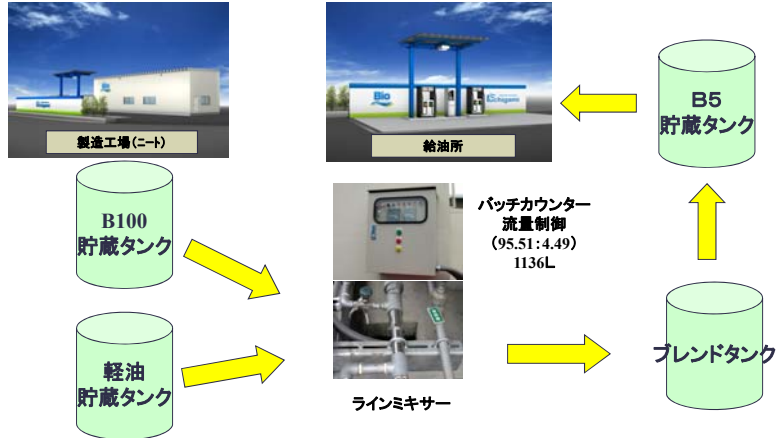 Bio
製造工場(ニート)
Bio
Echigami
給油所
B5
貯蔵タンク
B100
貯蔵タンク
バッチカウンター
流量制御
(95.51:4.49)
1136L
軽油
貯蔵タンク
ラインミキサー
ブレンドタンク